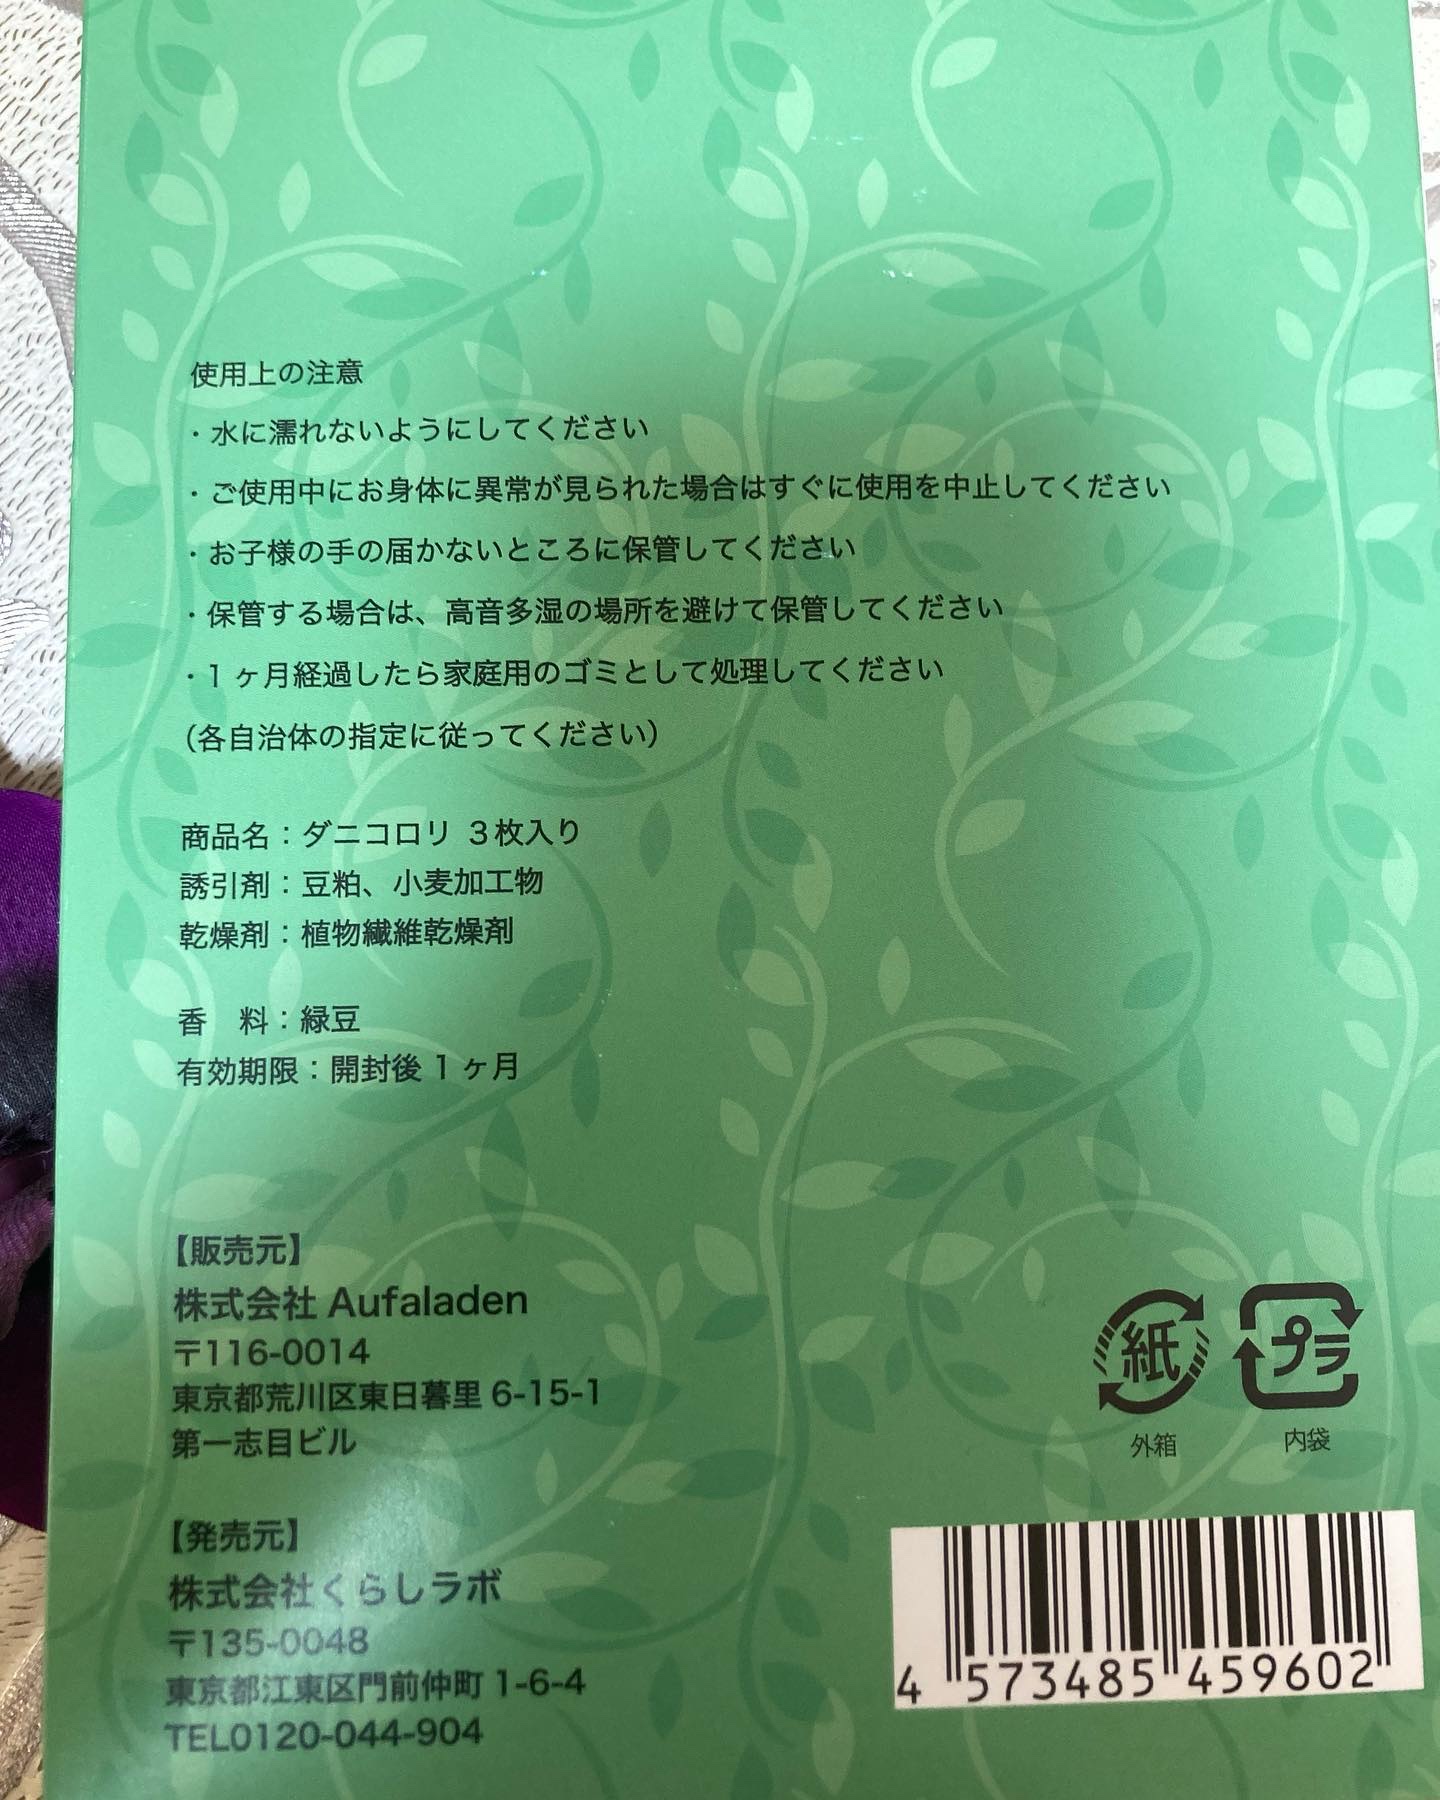 使用上の注意
・水に濡れないようにしてください
・ご使用中にお身体に異常が見られた場合はすぐに使用を中止してください
・お子様の手の届かないところに保管してください
・保管する場合は、高音多湿の場所を避けて保管してください
・1 ヶ月経過したら家庭用のゴミとして処理してください
(各自治体の指定に従ってください)
商品名：ダニコロリ 3枚入り
誘引剤：豆粕、小麦加工物
乾燥剤：植物繊維乾燥剤
香　料：緑豆
有効期限：開封後 1 ヶ月
【販売元】
株式会社 Aufaladen
〒116-0014
東京都荒川区東日暮里 6-15-1
第一志目ビル
【発売元】
株式会社くらしラボ
〒135-0048
東京都江東区門前仲町 1-6-4
TEL0120-044-904
紙 プラ
外箱 内袋
4 573485 459602